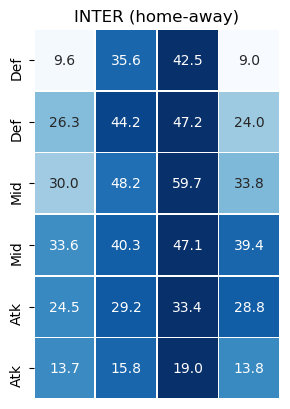 INTER (home-away)
Def 9.6 35.6 42.5 9.0
Def 26.3 44.2 47.2 24.0
Mid 30.0 48.2 59.7 33.8
Mid 33.6 40.3 47.1 39.4
Atk 24.5 29.2 33.4 28.8
Atk 13.7 15.8 19.0 13.8